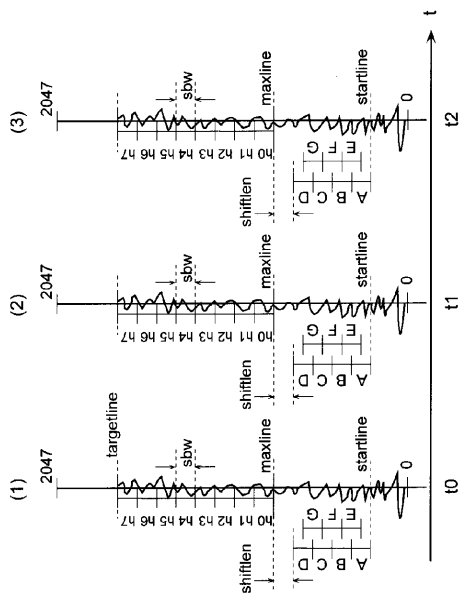 (1)
2047
targetline
h7
h6
h5
h4
h3
h2
h1
h0
sbw
maxline
shiftlen
D
C
B
A
G
F
E
startline
0
t0
(2)
2047
h7
h6
h5
h4
h3
h2
h1
h0
sbw
maxline
shiftlen
D
C
B
A
G
F
E
startline
0
t1
(3)
2047
h7
h6
h5
h4
h3
h2
h1
h0
sbw
maxline
shiftlen
D
C
B
A
G
F
E
startline
0
t2
t